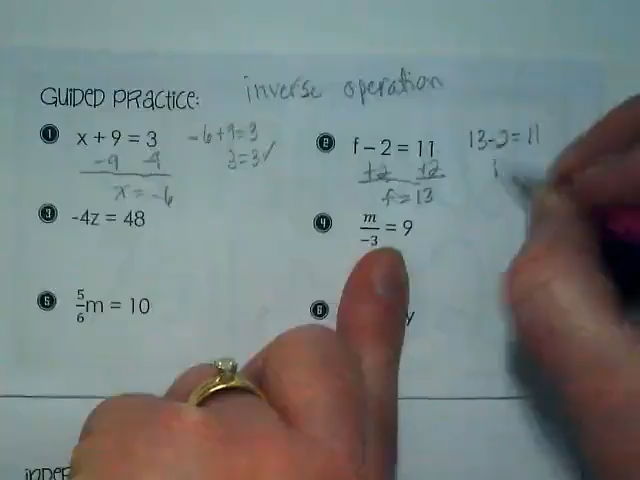 GUIDED PRACTICE: inverse operation
1 x + 9 = 3 -6+9=3
-9 -9 3=3✓
x = -6
2 f – 2 = 11 13-2=11
+2 +2
f=13
3 -4z = 48
4 m/-3 = 9
5 5/6 m = 10
6 y